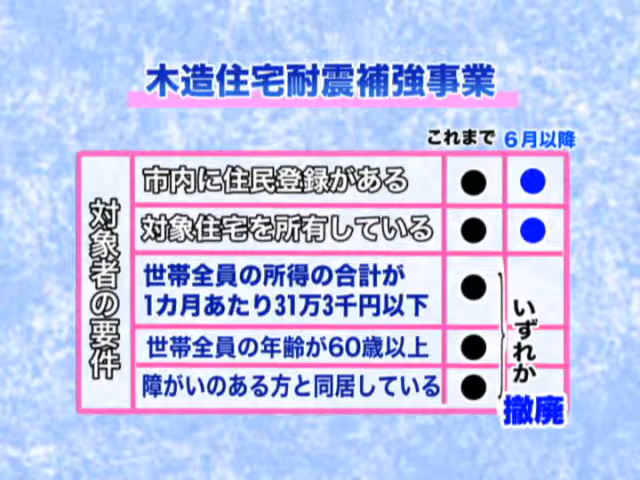 木造住宅耐震補強事業
これまで 6月以降
対象者の要件
市内に住民登録がある
対象住宅を所有している
世帯全員の所得の合計が
1カ月あたり31万3千円以下
世帯全員の年齢が60歳以上
障がいのある方と同居している
いずれか
撤廃